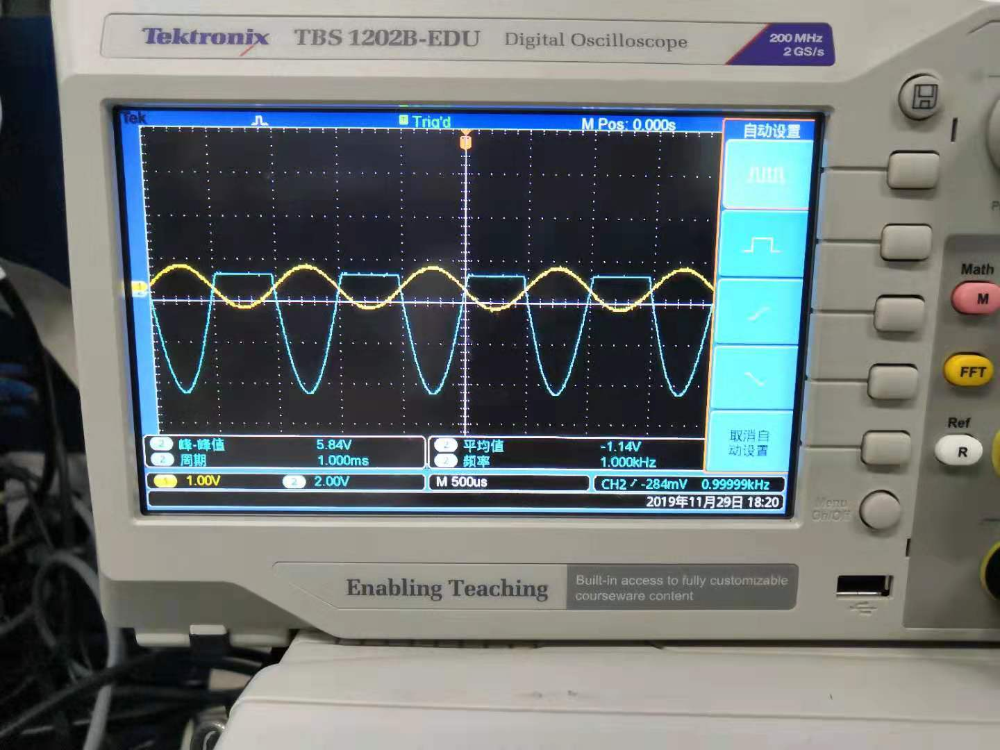 Tektronix TBS 1202B-EDU Digital Oscilloscope 200 MHz
2 GS/s
Tek Trig'd M Pos: 0.000s 自动设置
1
取消自
动设置
2 峰-峰值 5.84V 2 平均值 -1.14V
2 周期 1.000ms 2 频率 1.000kHz
1 1.00V 2 2.00V M 500us CH2 -284mV 0.99999kHz
2019年11月29日 18:20
Math
M
FFT
Ref
R
Menu
On/Off
Enabling Teaching
Built-in access to fully customizable
courseware content